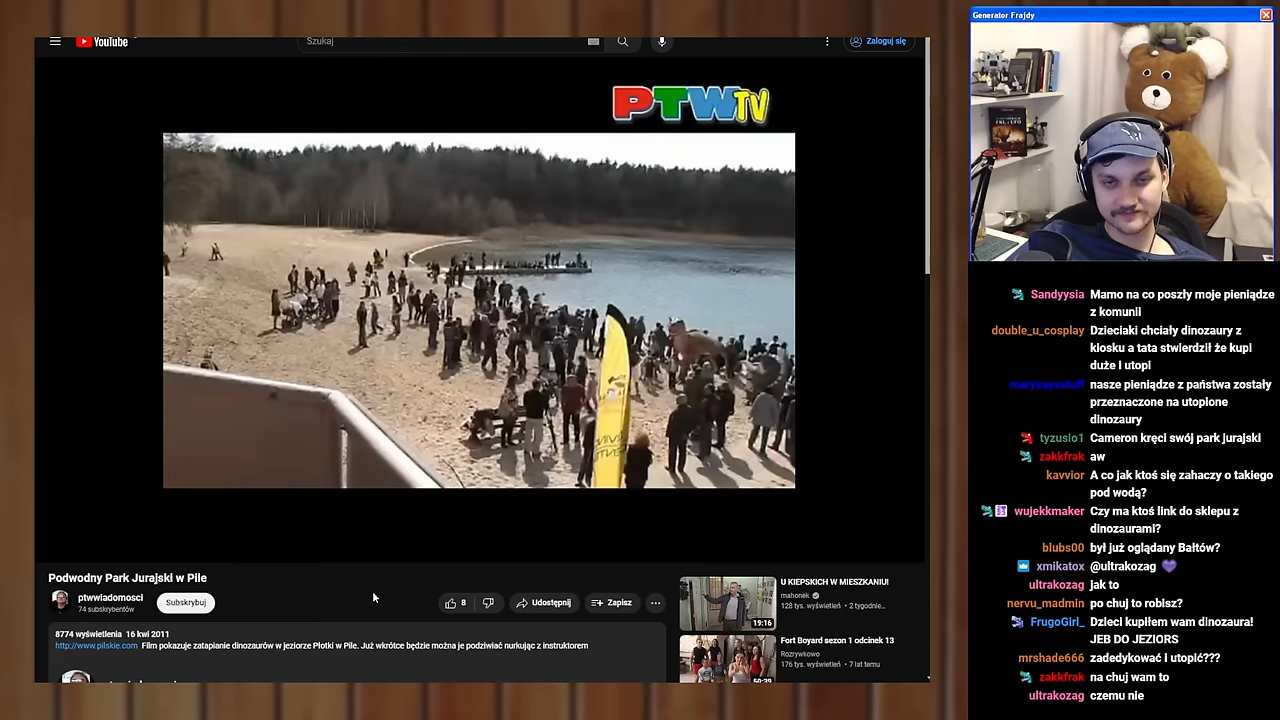 YouTube
Szukaj
Zaloguj się
PTWTV
Podwodny Park Jurajski w Pile
ptwwiadomosci
74 subskrybentów
Subskrybuj
8
Udostępnij
Zapisz
8774 wyświetlenia 16 kwi 2011
http://www.pilskie.com Film pokazuje zatapianie dinozaurów w jeziorze Płotki w Pile. Już wkrótce będzie można je podziwiać nurkując z instruktorem
U KIEPSKICH W MIESZKANIU!
mahonek
128 tys. wyświetleń • 2 tygodnie...
19:16
Fort Boyard sezon 1 odcinek 13
Rozrywkowo
176 tys. wyświetleń • 7 lat temu
50:39
Generator Frajdy
Sandyysia Mamo na co poszły moje pieniądze
z komunii
double_u_cosplay Dzieciaki chciały dinozaury z
kiosku a tata stwierdził że kupi
duże i utopi
nasze pieniądze z państwa zostały
przeznaczone na utopione
dinozaury
tyzuslo1 Cameron kręci swój park jurajski
zakkfrak aw
kavvior A co jak ktoś się zahaczy o takiego
pod wodą?
wujekkmaker Czy ma ktoś link do sklepu z
dinozaurami?
blubs00 był już oglądany Bałtów?
xmikatox @ultrakozag 💜
ultrakozag jak to
nervu_madmin po chuj to robisz?
FrugoGirl_ Dzieci kupiłem wam dinozaura!
JEB DO JEZIORS
mrshade666 zadedykować i utopić???
zakkfrak na chuj wam to
ultrakozag czemu nie